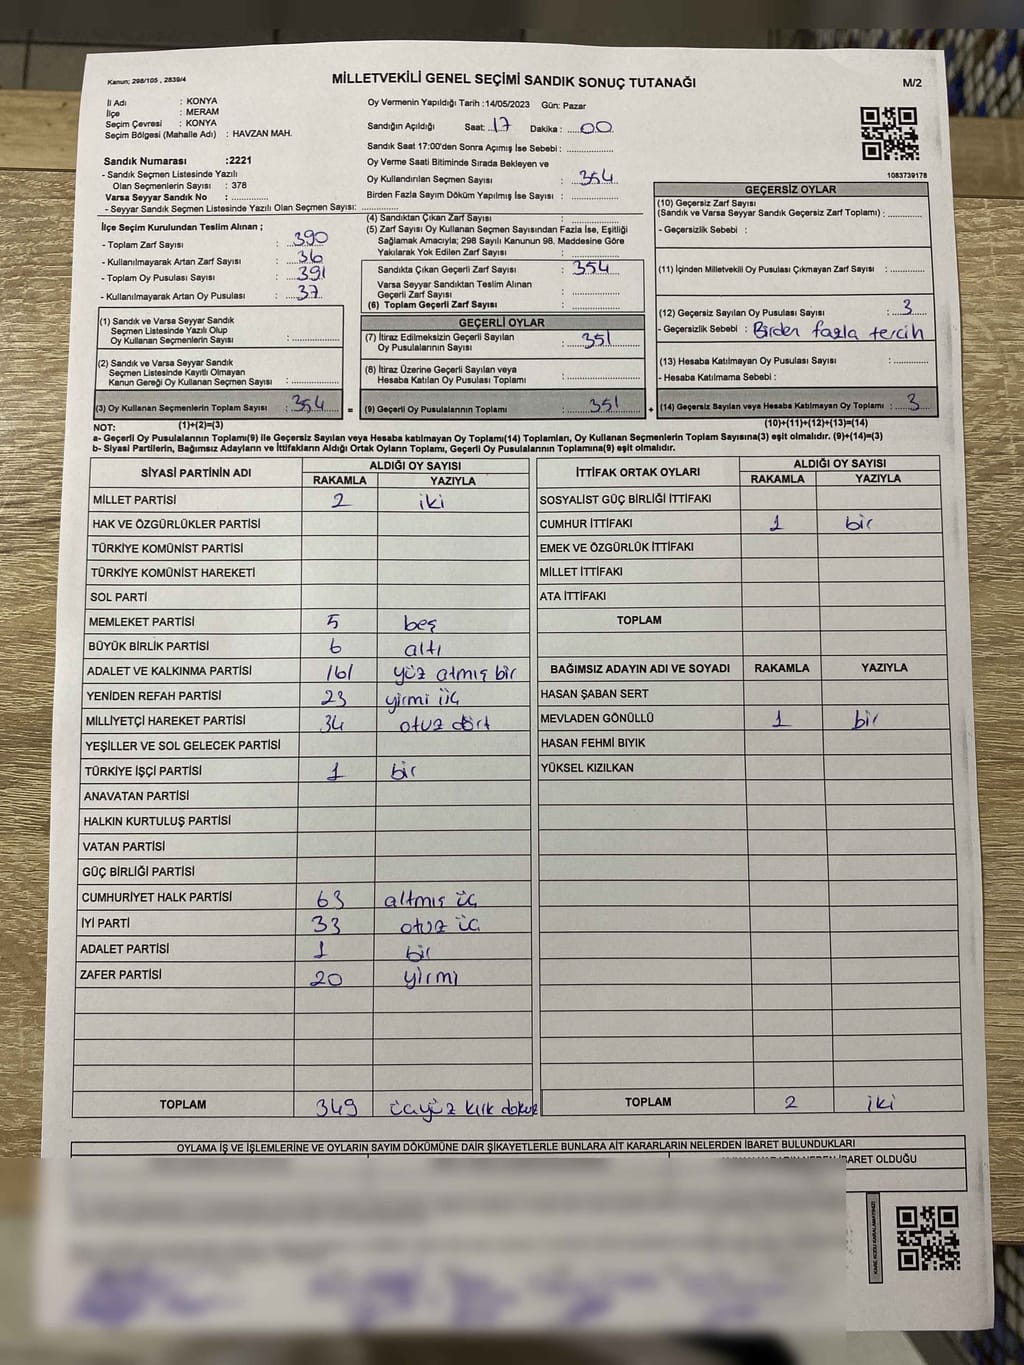 Kanun; 298/105 , 2839/4
MİLLETVEKİLİ GENEL SEÇİMİ SANDIK SONUÇ TUTANAĞI
M/2
İl Adı : KONYA
İlçe : MERAM
Seçim Çevresi : KONYA
Seçim Bölgesi (Mahalle Adı) : HAVZAN MAH.
Sandık Numarası :2221
- Sandık Seçmen Listesinde Yazılı
Olan Seçmenlerin Sayısı : 378
Varsa Seyyar Sandık No : ..............
- Seyyar Sandık Seçmen Listesinde Yazılı Olan Seçmen Sayısı: ..............
Oy Vermenin Yapıldığı Tarih :14/05/2023 Gün: Pazar
Sandığın Açıldığı Saat: 17 Dakika : 00
Sandık Saat 17:00'den Sonra Açımış İse Sebebi : ..............
Oy Verme Saati Bitiminde Sırada Bekleyen ve
Oy Kullandırılan Seçmen Sayısı : 354
Birden Fazla Sayım Döküm Yapılmış İse Sayısı : ..............
1083739178
İlçe Seçim Kurulundan Teslim Alınan ;
- Toplam Zarf Sayısı : 390
- Kullanılmayarak Artan Zarf Sayısı : 36
- Toplam Oy Pusulası Sayısı : 391
- Kullanılmayarak Artan Oy Pusulası : 37
(1) Sandık ve Varsa Seyyar Sandık
Seçmen Listesinde Yazılı Olup
Oy Kullanan Seçmenlerin Sayısı : ..............
(2) Sandık ve Varsa Seyyar Sandık
Seçmen Listesinde Kayıtlı Olmayan
Kanun Gereği Oy Kullanan Seçmen Sayısı : ..............
(3) Oy Kullanan Seçmenlerin Toplam Sayısı : 354 =
(1)+(2)=(3)
(4) Sandıktan Çıkan Zarf Sayısı : ..............
(5) Zarf Sayısı Oy Kullanan Seçmen Sayısından Fazla İse, Eşitliği
Sağlamak Amacıyla; 298 Sayılı Kanunun 98. Maddesine Göre
Yakılarak Yok Edilen Zarf Sayısı : ..............
Sandıkta Çıkan Geçerli Zarf Sayısı : 354
Varsa Seyyar Sandıktan Teslim Alınan
Geçerli Zarf Sayısı : ..............
(6) Toplam Geçerli Zarf Sayısı : ..............
GEÇERLİ OYLAR
(7) İtiraz Edilmeksizin Geçerli Sayılan
Oy Pusulalarının Sayısı : 351
(8) İtiraz Üzerine Geçerli Sayılan veya
Hesaba Katılan Oy Pusulası Toplamı : ..............
(9) Geçerli Oy Pusulalarının Toplamı : 351 +
GEÇERSİZ OYLAR
(10) Geçersiz Zarf Sayısı
(Sandık ve Varsa Seyyar Sandık Geçersiz Zarf Toplamı) : ..............
- Geçersizlik Sebebi :
(11) İçinden Milletvekili Oy Pusulası Çıkmayan Zarf Sayısı : ..............
(12) Geçersiz Sayılan Oy Pusulası Sayısı : 3
- Geçersizlik Sebebi : Birden fazla tercih
(13) Hesaba Katılmayan Oy Pusulası Sayısı : ..............
- Hesaba Katılmama Sebebi :
(14) Geçersiz Sayılan veya Hesaba Katılmayan Oy Toplamı : 3
(10)+(11)+(12)+(13)=(14)
NOT:
a- Geçerli Oy Pusulalarının Toplamı(9) ile Geçersiz Sayılan veya Hesaba katılmayan Oy Toplamı(14) Toplamları, Oy Kullanan Seçmenlerin Toplam Sayısına(3) eşit olmalıdır. (9)+(14)=(3)
b- Siyasi Partilerin, Bağımsız Adayların ve İttifakların Aldığı Oyların Toplamı, Geçerli Oy Pusulalarının Toplamına(9) eşit olmalıdır.
SİYASİ PARTİNİN ADI ALDIĞI OY SAYISI
RAKAMLA YAZIYLA
MİLLET PARTİSİ 2 iki
HAK VE ÖZGÜRLÜKLER PARTİSİ
TÜRKİYE KOMÜNİST PARTİSİ
TÜRKİYE KOMÜNİST HAREKETİ
SOL PARTİ
MEMLEKET PARTİSİ 5 beş
BÜYÜK BİRLİK PARTİSİ 6 altı
ADALET VE KALKINMA PARTİSİ 161 yüz atmış bir
YENİDEN REFAH PARTİSİ 23 yirmi üç
MİLLİYETÇİ HAREKET PARTİSİ 34 otuz dört
YEŞİLLER VE SOL GELECEK PARTİSİ
TÜRKİYE İŞÇİ PARTİSİ 1 bir
ANAVATAN PARTİSİ
HALKIN KURTULUŞ PARTİSİ
VATAN PARTİSİ
GÜÇ BİRLİĞİ PARTİSİ
CUMHURİYET HALK PARTİSİ 63 altmış üç
İYİ PARTİ 33 otuz üç
ADALET PARTİSİ 1 bir
ZAFER PARTİSİ 20 yirmi
TOPLAM 349 üçyüz kırk dokuz
İTTİFAK ORTAK OYLARI ALDIĞI OY SAYISI
RAKAMLA YAZIYLA
SOSYALİST GÜÇ BİRLİĞİ İTTİFAKI
CUMHUR İTTİFAKI 1 bir
EMEK VE ÖZGÜRLÜK İTTİFAKI
MİLLET İTTİFAKI
ATA İTTİFAKI
TOPLAM
BAĞIMSIZ ADAYIN ADI VE SOYADI RAKAMLA YAZIYLA
HASAN ŞABAN SERT
MEVLADEN GÖNÜLLÜ 1 bir
HASAN FEHMİ BIYIK
YÜKSEL KIZILKAN
TOPLAM 2 iki
OYLAMA İŞ VE İŞLEMLERİNE VE OYLARIN SAYIM DÖKÜMÜNE DAİR ŞİKAYETLERLE BUNLARA AİT KARARLARIN NELERDEN İBARET BULUNDUKLARI
İBARET OLDUĞU
KARE KODU KARALAMAYINIZ